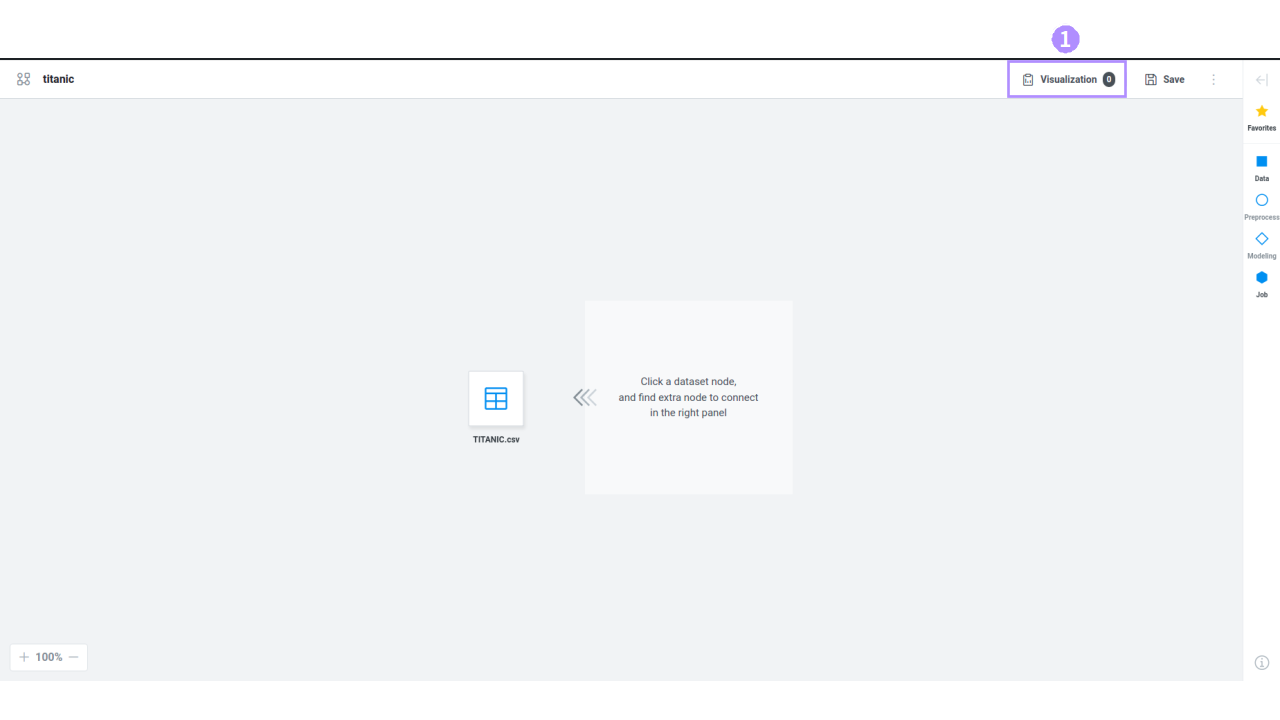 1
titanic
Visualization 0
Save
Favorites
Data
Preprocess
Modeling
Job
Click a dataset node,
and find extra node to connect
in the right panel
TITANIC.csv
+ 100% −